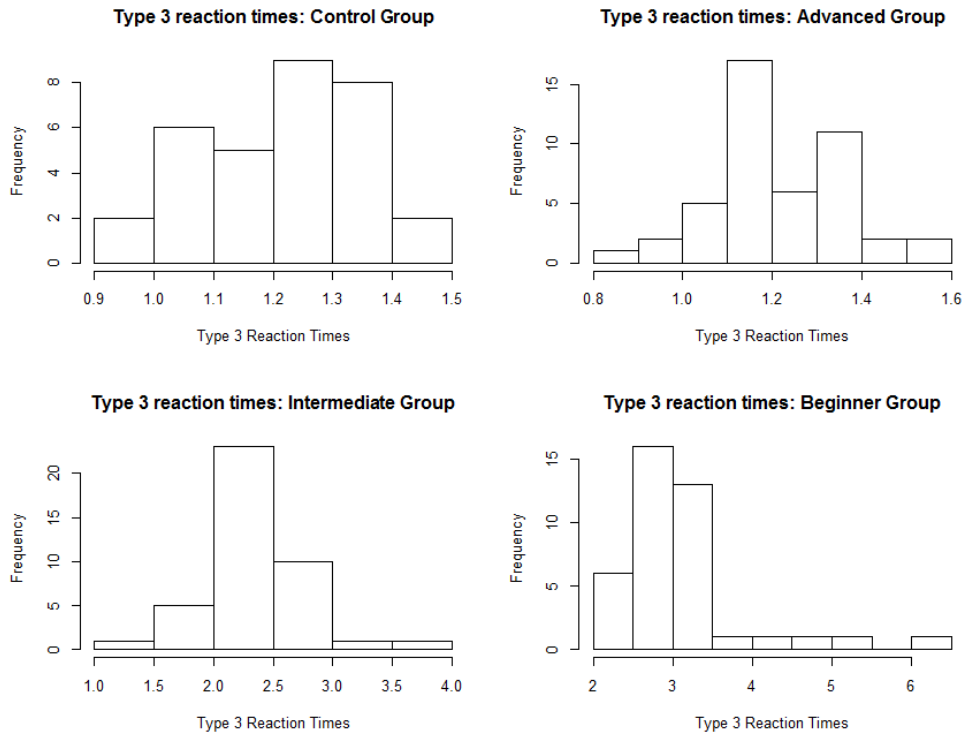 Type 3 reaction times: Control Group
Frequency
0 2 4 6 8
0.9 1.0 1.1 1.2 1.3 1.4 1.5
Type 3 Reaction Times
Type 3 reaction times: Advanced Group
Frequency
0 5 10 15
0.8 1.0 1.2 1.4 1.6
Type 3 Reaction Times
Type 3 reaction times: Intermediate Group
Frequency
0 5 10 15 20
1.0 1.5 2.0 2.5 3.0 3.5 4.0
Type 3 Reaction Times
Type 3 reaction times: Beginner Group
Frequency
0 5 10 15
2 3 4 5 6
Type 3 Reaction Times